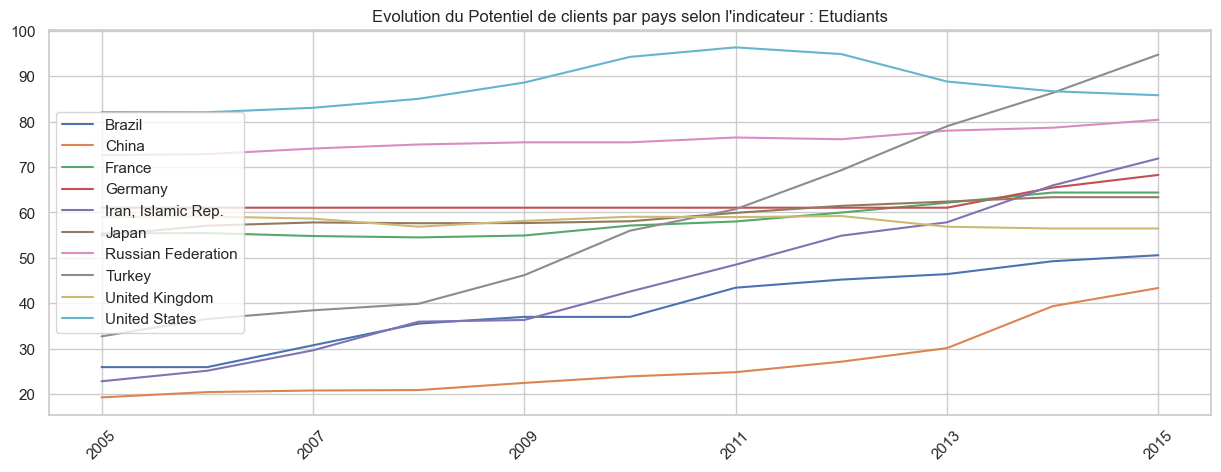 Evolution du Potentiel de clients par pays selon l'indicateur : Etudiants
100
90
80
70
60
50
40
30
20
Brazil
China
France
Germany
Iran, Islamic Rep.
Japan
Russian Federation
Turkey
United Kingdom
United States
2005
2007
2009
2011
2013
2015